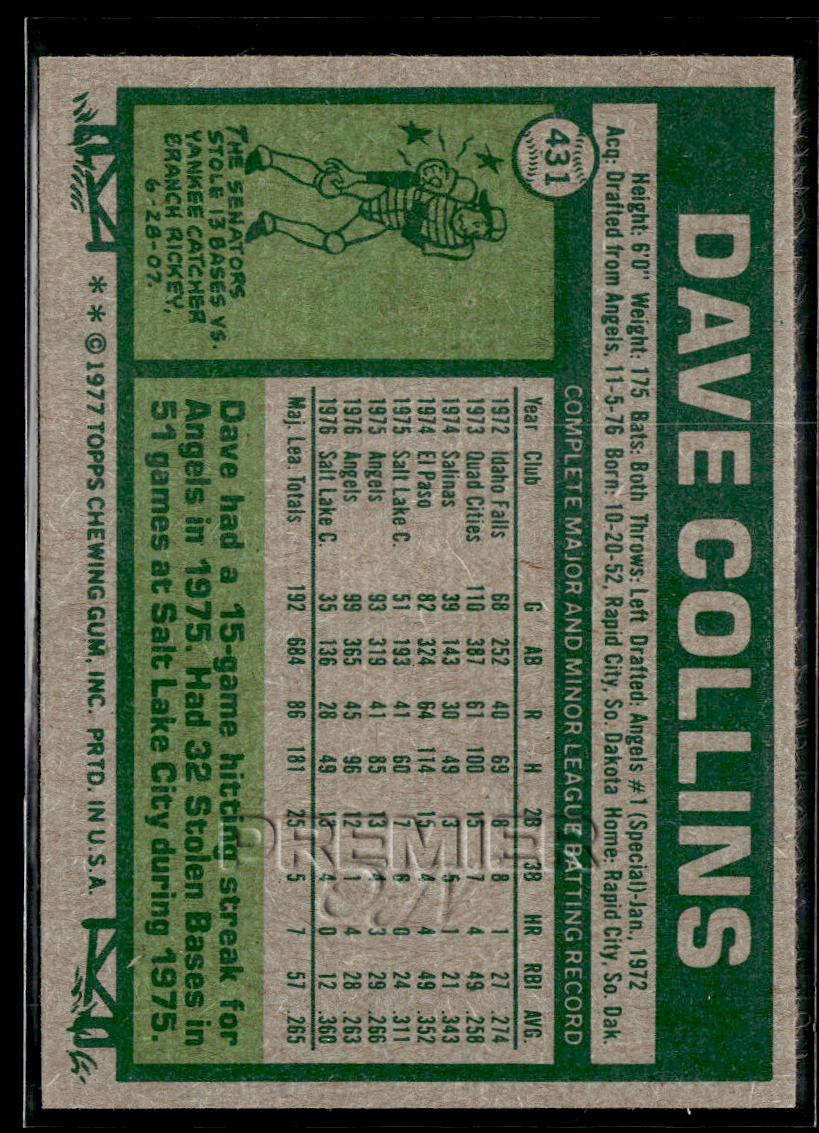 431
DAVE COLLINS
Height: 6'0" Weight: 175 Bats: Both Throws: Left Drafted: Angels #1 (Special)-Jan., 1972
Acq: Drafted from Angels, 11-5-76 Born: 10-20-52, Rapid City, So. Dakota Home: Rapid City, So. Dak.
COMPLETE MAJOR AND MINOR LEAGUE BATTING RECORD
Year Club G AB R H 2B 3B HR RBI AVG.
1972 Idaho Falls 68 252 40 69 8 8 1 27 .274
1973 Quad Cities 110 387 61 100 15 7 4 49 .258
1974 Salinas 39 143 30 49 3 5 1 21 .343
1974 El Paso 82 324 64 114 15 4 4 49 .352
1975 Salt Lake C. 51 193 41 60 7 6 0 24 .311
1975 Angels 93 319 41 85 13 4 3 29 .266
1976 Angels 99 365 45 96 12 1 4 28 .263
1976 Salt Lake C. 35 136 28 49 13 4 0 12 .360
Maj. Lea. Totals 192 684 86 181 25 5 7 57 .265
THE SENATORS
STOLE 13 BASES VS.
YANKEE CATCHER
BRANCH RICKEY,
6-28-07.
Dave had a 15-game hitting streak for
Angels in 1975. Had 32 Stolen Bases in
51 games at Salt Lake City during 1975.
** ©1977 TOPPS CHEWING GUM, INC. PRTD. IN U.S.A.
PREMIER